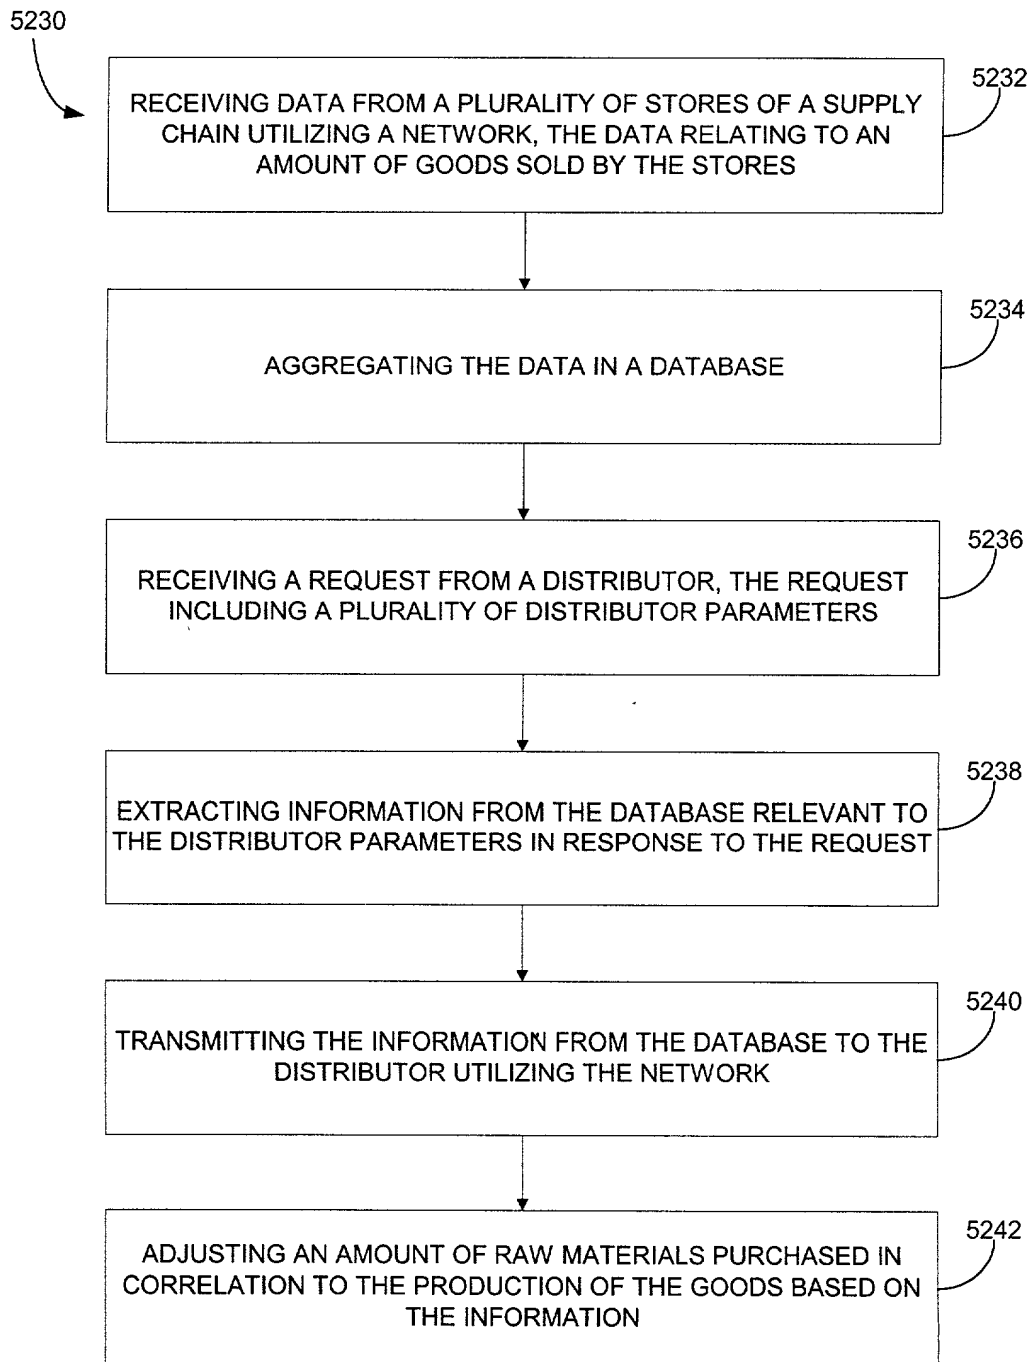 5230
5232
RECEIVING DATA FROM A PLURALITY OF STORES OF A SUPPLY
CHAIN UTILIZING A NETWORK, THE DATA RELATING TO AN
AMOUNT OF GOODS SOLD BY THE STORES
5234
AGGREGATING THE DATA IN A DATABASE
5236
RECEIVING A REQUEST FROM A DISTRIBUTOR, THE REQUEST
INCLUDING A PLURALITY OF DISTRIBUTOR PARAMETERS
5238
EXTRACTING INFORMATION FROM THE DATABASE RELEVANT TO
THE DISTRIBUTOR PARAMETERS IN RESPONSE TO THE REQUEST
5240
TRANSMITTING THE INFORMATION FROM THE DATABASE TO THE
DISTRIBUTOR UTILIZING THE NETWORK
5242
ADJUSTING AN AMOUNT OF RAW MATERIALS PURCHASED IN
CORRELATION TO THE PRODUCTION OF THE GOODS BASED ON
THE INFORMATION